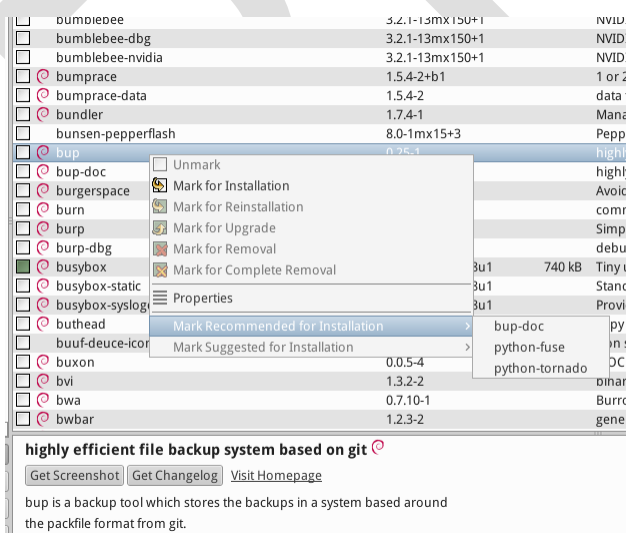 bumblebee 3.2.1-13mx150+1 NVID
bumblebee-dbg 3.2.1-13mx150+1 NVID
bumblebee-nvidia 3.2.1-13mx150+1 NVID
bumprace 1.5.4-2+b1 1 or 2
bumprace-data 1.5.4-2 data
bundler 1.7.4-1 Mana
bunsen-pepperflash 8.0-1mx15+3 Pepp
bup 0.25-1 highl
bup-doc highl
burgerspace Avoid
burn comm
burp Simp
burp-dbg debu
busybox 8u1 740 kB Tiny u
busybox-static 8u1 Stand
busybox-syslog 8u1 Provid
buthead py
buuf-deuce-icon on s
buxon 0.0.5-4 OC
bvi 1.3.2-2 binar
bwa 0.7.10-1 Burro
bwbar 1.2.3-2 gene
Unmark
Mark for Installation
Mark for Reinstallation
Mark for Upgrade
Mark for Removal
Mark for Complete Removal
Properties
Mark Recommended for Installation
Mark Suggested for Installation
bup-doc
python-fuse
python-tornado
highly efficient file backup system based on git
Get Screenshot Get Changelog Visit Homepage
bup is a backup tool which stores the backups in a system based around
the packfile format from git.